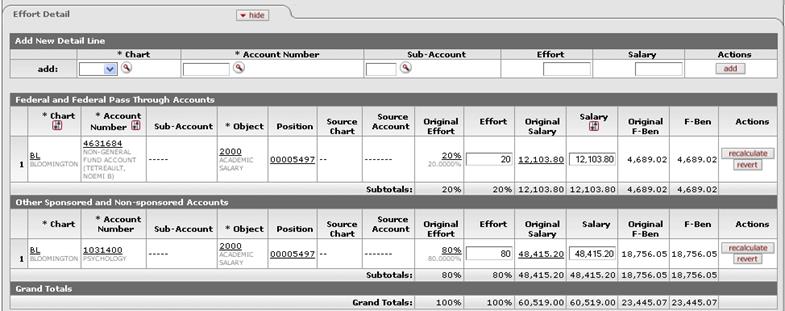 Effort Detail hide
Add New Detail Line
* Chart * Account Number Sub-Account Effort Salary Actions
add: add
Federal and Federal Pass Through Accounts
* Chart * Account Number Sub-Account * Object Position Source Chart Source Account Original Effort Effort Original Salary Salary Original F-Ben F-Ben Actions
1 BL BLOOMINGTON 4631684 NON-GENERAL FUND ACCOUNT (TETREAULT, NOEMI B) ----- 2000 ACADEMIC SALARY 00005497 -- ------- 20% 20.0000% 20 12,103.80 12,103.80 4,689.02 4,689.02 recalculate revert
Subtotals: 20% 20% 12,103.80 12,103.80 4,689.02 4,689.02
Other Sponsored and Non-sponsored Accounts
* Chart * Account Number Sub-Account * Object Position Source Chart Source Account Original Effort Effort Original Salary Salary Original F-Ben F-Ben Actions
1 BL BLOOMINGTON 1031400 PSYCHOLOGY ----- 2000 ACADEMIC SALARY 00005497 -- ------- 80% 80.0000% 80 48,415.20 48,415.20 18,756.05 18,756.05 recalculate revert
Subtotals: 80% 80% 48,415.20 48,415.20 18,756.05 18,756.05
Grand Totals
Grand Totals: 100% 100% 60,519.00 60,519.00 23,445.07 23,445.07